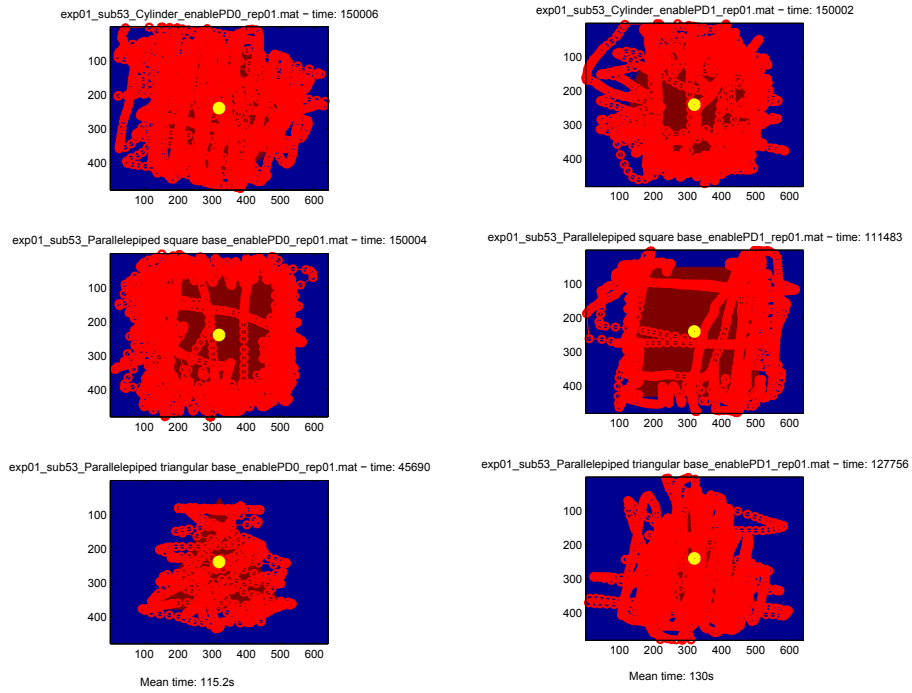 exp01_sub53_Cylinder_enablePD0_rep01.mat − time: 150006
100
200
300
400
100 200 300 400 500 600
exp01_sub53_Cylinder_enablePD1_rep01.mat − time: 150002
100
200
300
400
100 200 300 400 500 600
exp01_sub53_Parallelepiped square base_enablePD0_rep01.mat − time: 150004
100
200
300
400
100 200 300 400 500 600
exp01_sub53_Parallelepiped square base_enablePD1_rep01.mat − time: 111483
100
200
300
400
100 200 300 400 500 600
exp01_sub53_Parallelepiped triangular base_enablePD0_rep01.mat − time: 45690
100
200
300
400
100 200 300 400 500 600
Mean time: 115.2s
exp01_sub53_Parallelepiped triangular base_enablePD1_rep01.mat − time: 127756
100
200
300
400
100 200 300 400 500 600
Mean time: 130s